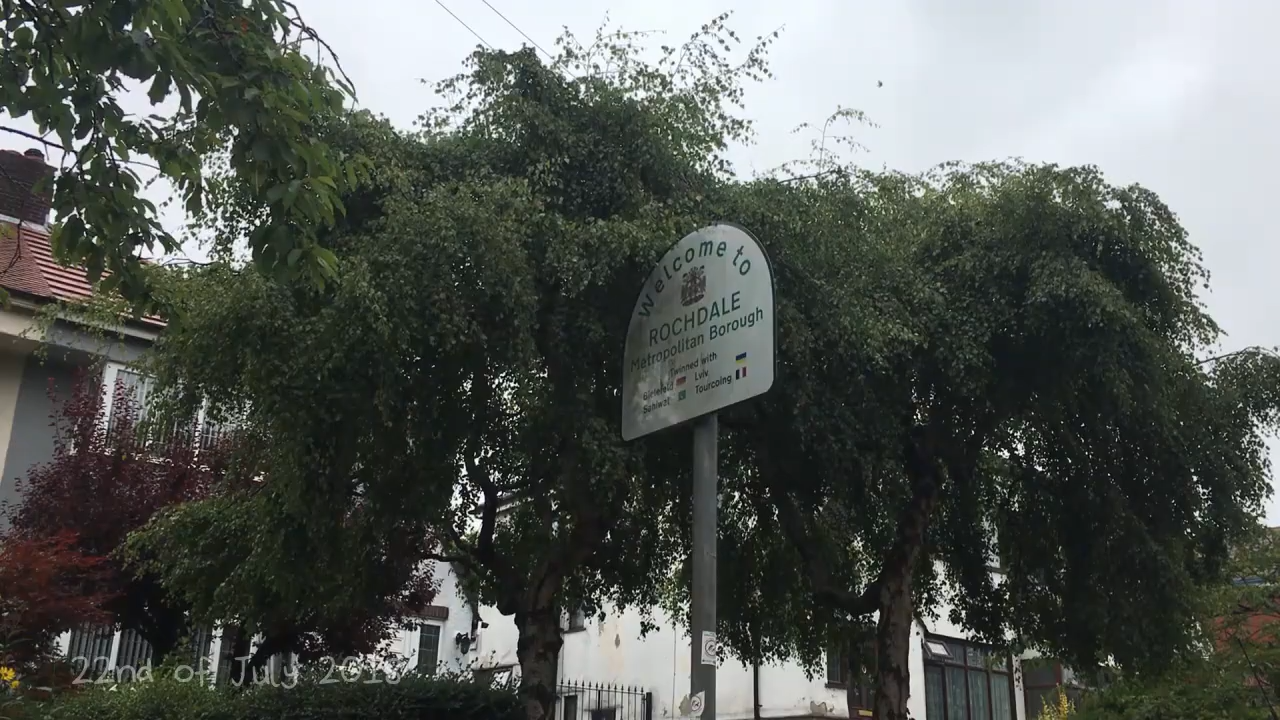 Welcome to
ROCHDALE
Metropolitan Borough
Twinned with
Bielefeld Lviv
Sahiwal Tourcoing
22nd of July 2018